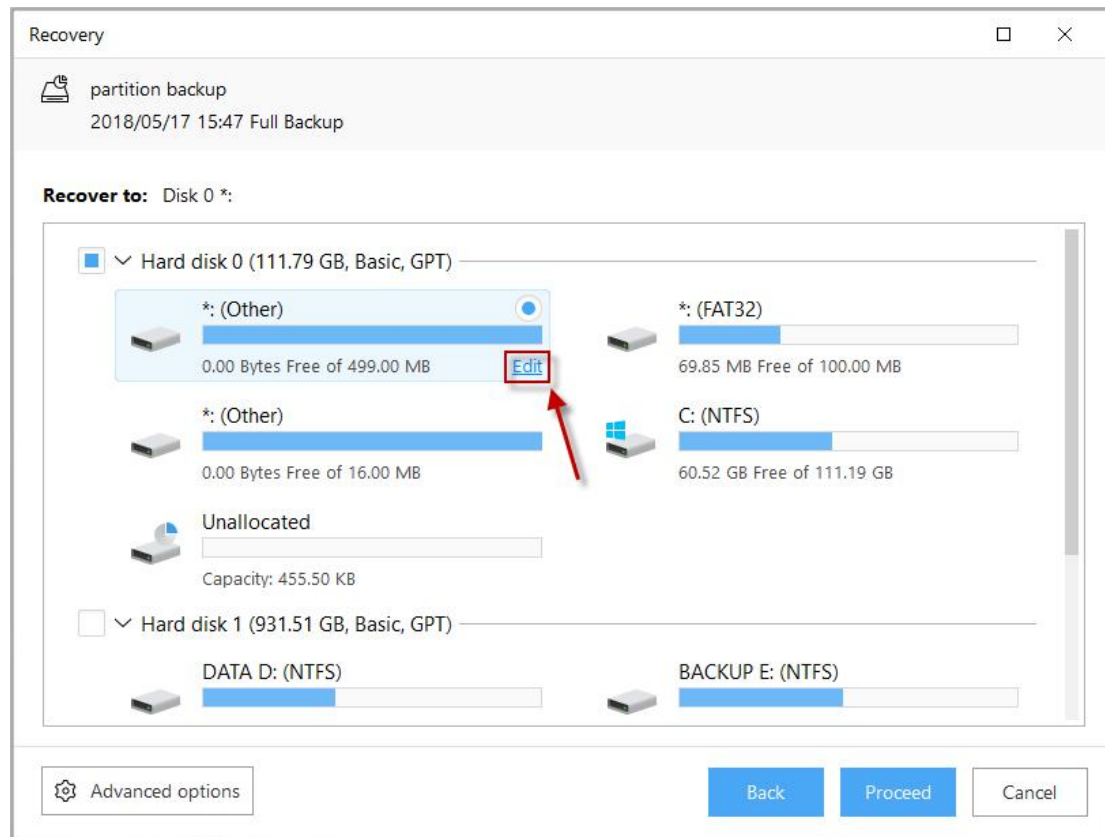 Recovery
partition backup
2018/05/17 15:47 Full Backup
Recover to: Disk 0 *:
Hard disk 0 (111.79 GB, Basic, GPT)
*: (Other)
0.00 Bytes Free of 499.00 MB
Edit
*: (FAT32)
69.85 MB Free of 100.00 MB
*: (Other)
0.00 Bytes Free of 16.00 MB
C: (NTFS)
60.52 GB Free of 111.19 GB
Unallocated
Capacity: 455.50 KB
Hard disk 1 (931.51 GB, Basic, GPT)
DATA D: (NTFS)
BACKUP E: (NTFS)
Advanced options
Back
Proceed
Cancel